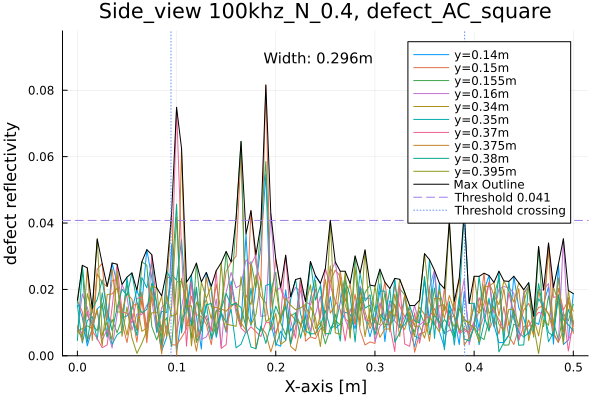 Side_view 100khz_N_0.4, defect_AC_square
Width: 0.296m
y=0.14m
y=0.15m
y=0.155m
y=0.16m
y=0.34m
y=0.35m
y=0.37m
y=0.375m
y=0.38m
y=0.395m
Max Outline
Threshold 0.041
Threshold crossing
defect reflectivity
0.08
0.06
0.04
0.02
0.00
0.0
0.1
0.2
0.3
0.4
0.5
X-axis [m]